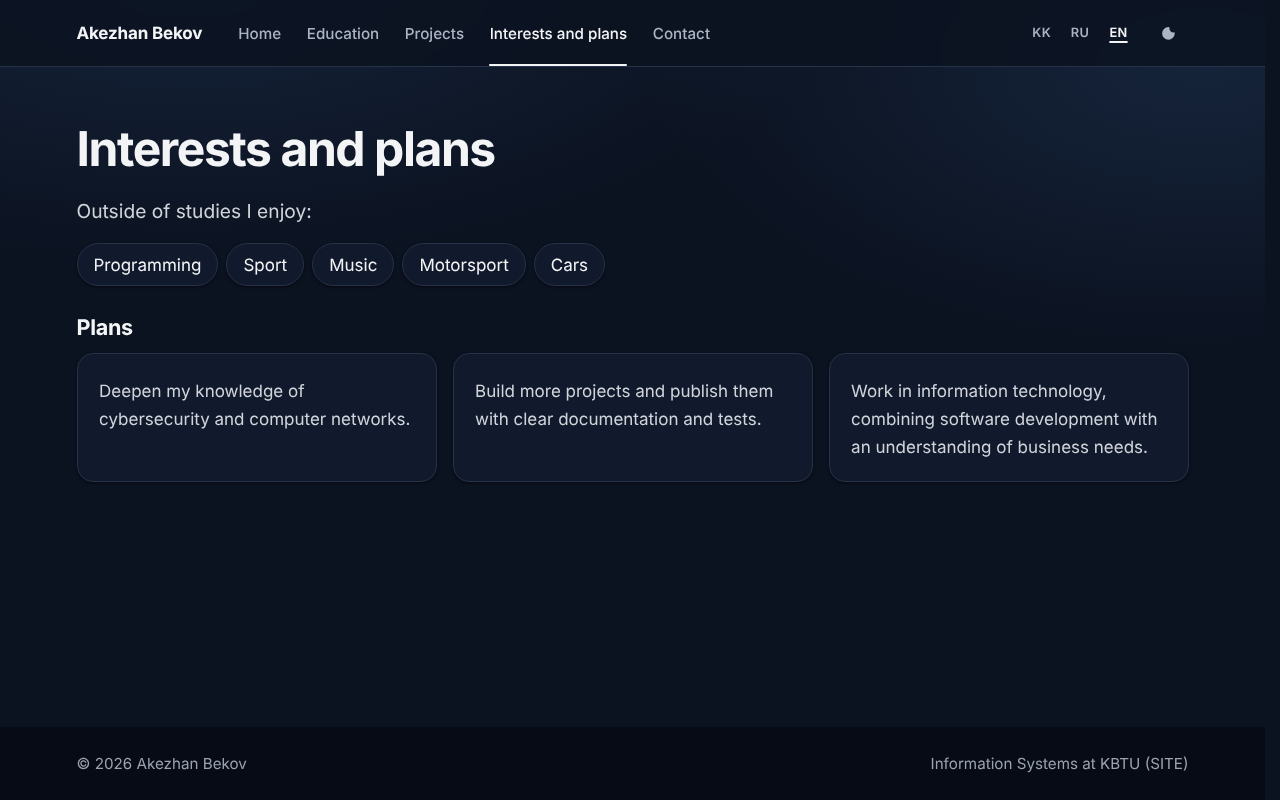 Akezhan Bekov Home Education Projects Interests and plans Contact KK RU EN
Interests and plans
Outside of studies I enjoy:
Programming Sport Music Motorsport Cars
Plans
Deepen my knowledge of
cybersecurity and computer networks.
Build more projects and publish them
with clear documentation and tests.
Work in information technology,
combining software development with
an understanding of business needs.
© 2026 Akezhan Bekov Information Systems at KBTU (SITE)